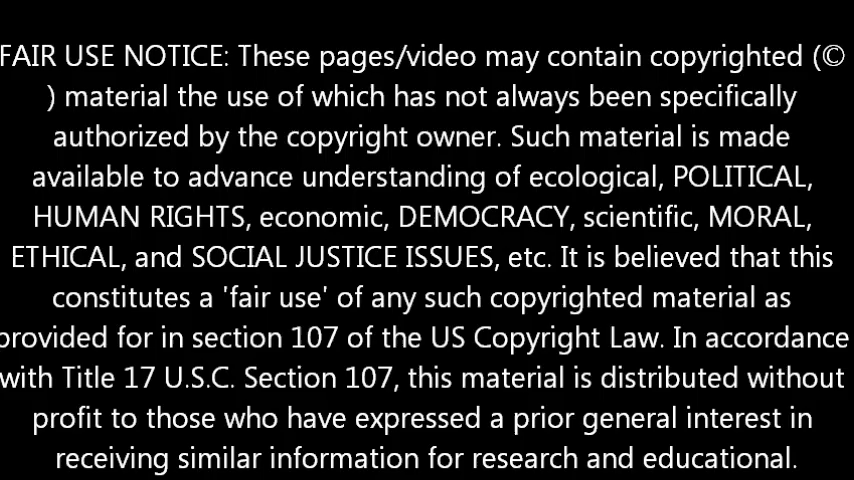 FAIR USE NOTICE: These pages/video may contain copyrighted (©
) material the use of which has not always been specifically
authorized by the copyright owner. Such material is made
available to advance understanding of ecological, POLITICAL,
HUMAN RIGHTS, economic, DEMOCRACY, scientific, MORAL,
ETHICAL, and SOCIAL JUSTICE ISSUES, etc. It is believed that this
constitutes a 'fair use' of any such copyrighted material as
provided for in section 107 of the US Copyright Law. In accordance
with Title 17 U.S.C. Section 107, this material is distributed without
profit to those who have expressed a prior general interest in
receiving similar information for research and educational.